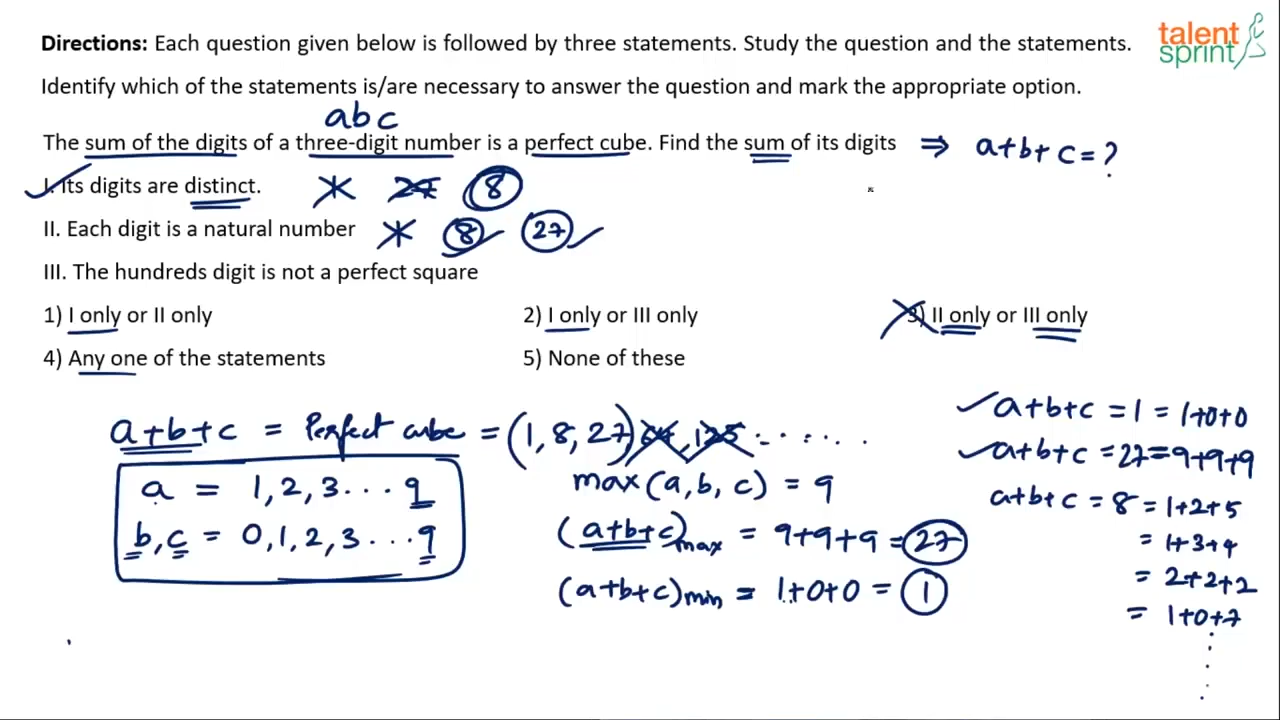 talent
sprint
Directions: Each question given below is followed by three statements. Study the question and the statements.
Identify which of the statements is/are necessary to answer the question and mark the appropriate option.
abc
The sum of the digits of a three-digit number is a perfect cube. Find the sum of its digits ⇒ a+b+c=?
I. Its digits are distinct. 1 27 8
II. Each digit is a natural number 1 8 27
III. The hundreds digit is not a perfect square
1) I only or II only 2) I only or III only 3) II only or III only
4) Any one of the statements 5) None of these
a+b+c = Perfect cube = (1, 8, 27) 64, 125 . . . . . .
a = 1, 2, 3 . . . 9
b, c = 0, 1, 2, 3 . . . 9
max (a, b, c) = 9
(a+b+c)max = 9+9+9 = 27
(a+b+c)min = 1+0+0 = 1
a+b+c = 1 = 1+0+0
a+b+c = 27 = 9+9+9
a+b+c = 8 = 1+2+5
= 1+3+4
= 2+2+2
= 1+0+7